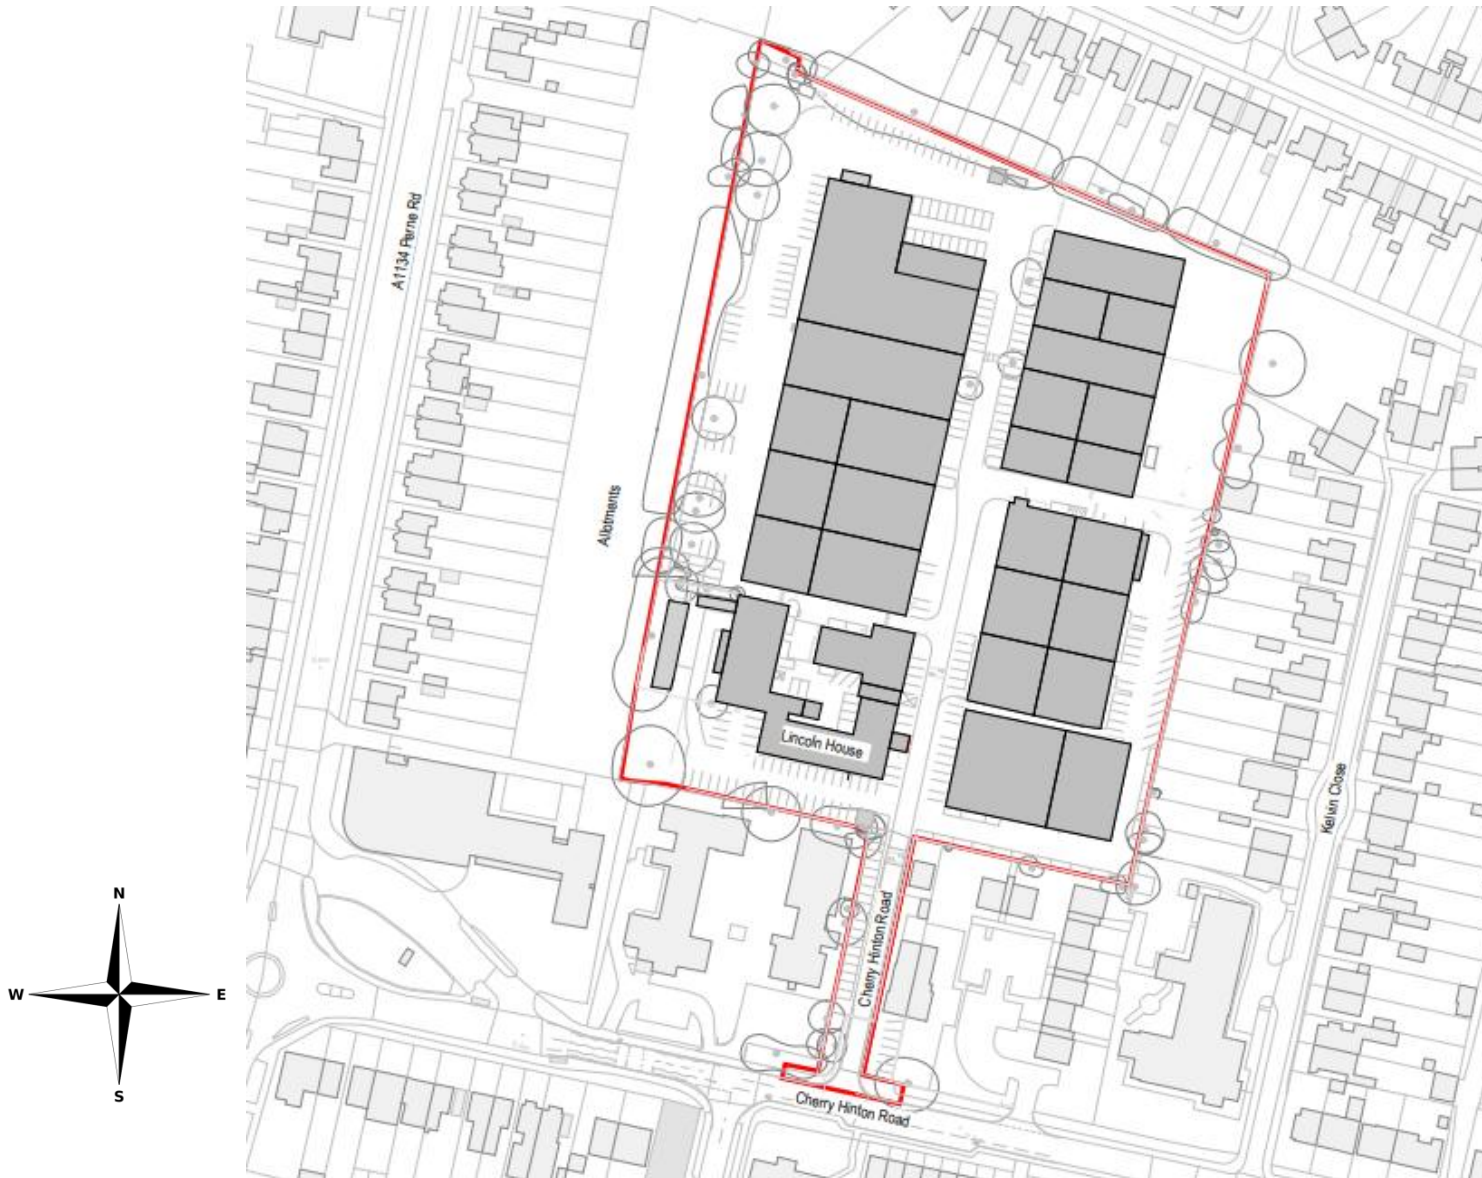 A1134 Perne Rd
Allotments
Lincoln House
Kelvin Close
Cherry Hinton Road
Cherry Hinton Road
N
W
E
S